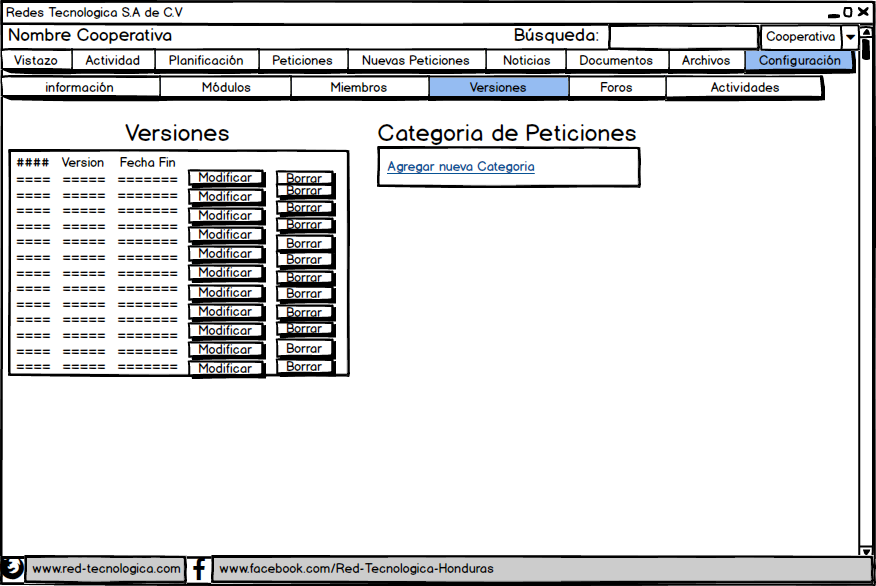 Redes Tecnologica S.A de C.V
Nombre Cooperativa Búsqueda: Cooperativa
Vistazo Actividad Planificación Peticiones Nuevas Peticiones Noticias Documentos Archivos Configuración
información Módulos Miembros Versiones Foros Actividades
Versiones Categoria de Peticiones
#### Version Fecha Fin
Agregar nueva Categoria
==== ===== ======= Modificar Borrar
==== ===== ======= Modificar Borrar
==== ===== ======= Modificar Borrar
==== ===== ======= Modificar Borrar
==== ===== ======= Modificar Borrar
==== ===== ======= Modificar Borrar
==== ===== ======= Modificar Borrar
==== ===== ======= Modificar Borrar
==== ===== ======= Modificar Borrar
==== ===== ======= Modificar Borrar
==== ===== ======= Modificar Borrar
==== ===== ======= Borrar
==== ===== =======
www.red-tecnologica.com www.facebook.com/Red-Tecnologica-Honduras